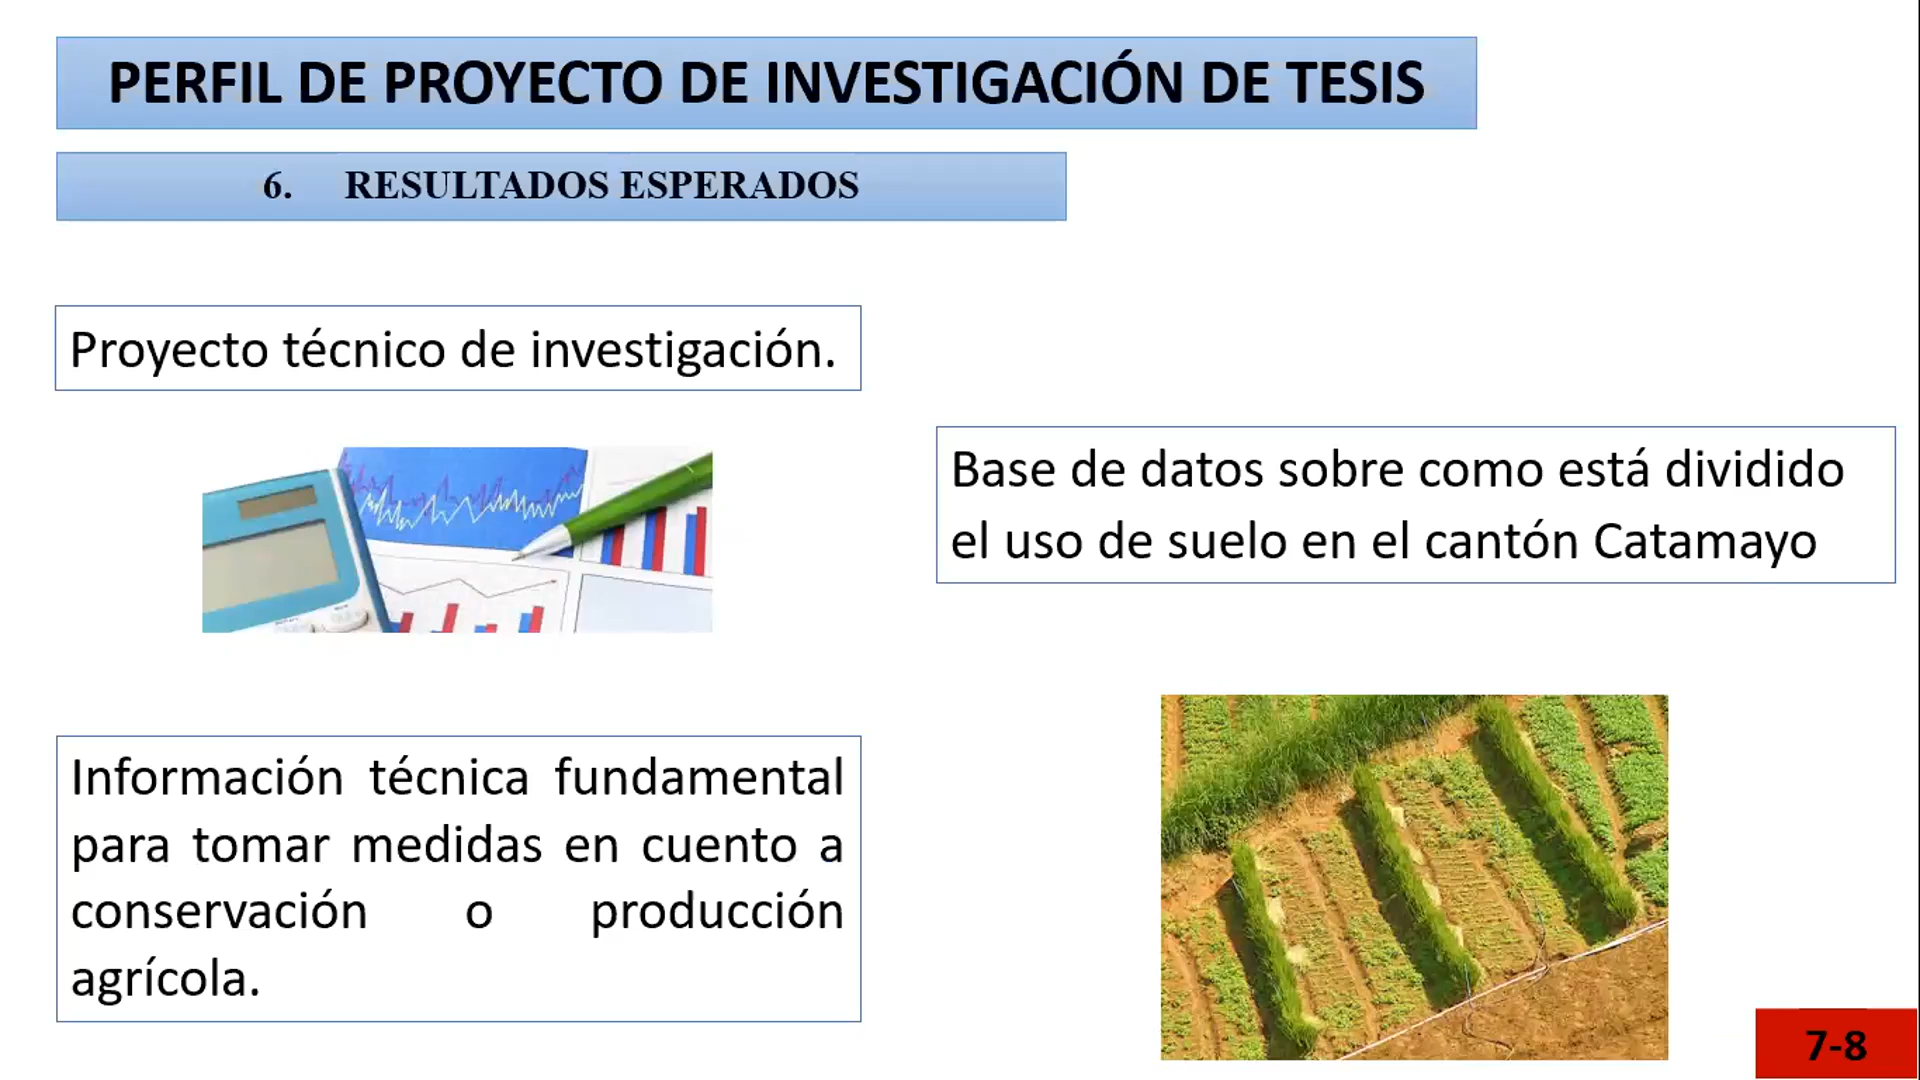 PERFIL DE PROYECTO DE INVESTIGACIÓN DE TESIS
6. RESULTADOS ESPERADOS
Proyecto técnico de investigación.
Base de datos sobre como está dividido
el uso de suelo en el cantón Catamayo
Información técnica fundamental
para tomar medidas en cuento a
conservación o producción
agrícola.
7-8